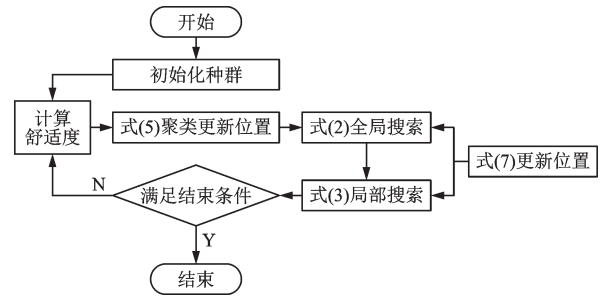 开始
初始化种群
计算
舒适度
式(5)聚类更新位置
式(2)全局搜索
式(7)更新位置
式(3)局部搜索
满足结束条件
N
Y
结束